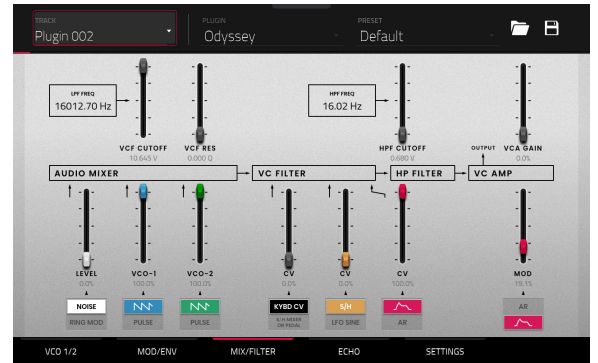 TRACK
Plugin 002
PLUGIN
Odyssey
PRESET
Default
LPF FREQ
16012.70 Hz
HPF FREQ
16.02 Hz
VCF CUTOFF
10.645 V
VCF RES
0.000 Q
HPF CUTOFF
0.680 V
OUTPUT
VCA GAIN
0.0%
AUDIO MIXER
VC FILTER
HP FILTER
VC AMP
LEVEL
0.0%
VCO-1
100.0%
VCO-2
100.0%
CV
0.0%
CV
0.0%
CV
100.0%
MOD
19.1%
NOISE
RING MOD
PULSE
PULSE
KYBD CV
S/H MIXER
OR PEDAL
S/H
LFO SINE
AR
AR
VCO 1/2
MOD/ENV
MIX/FILTER
ECHO
SETTINGS